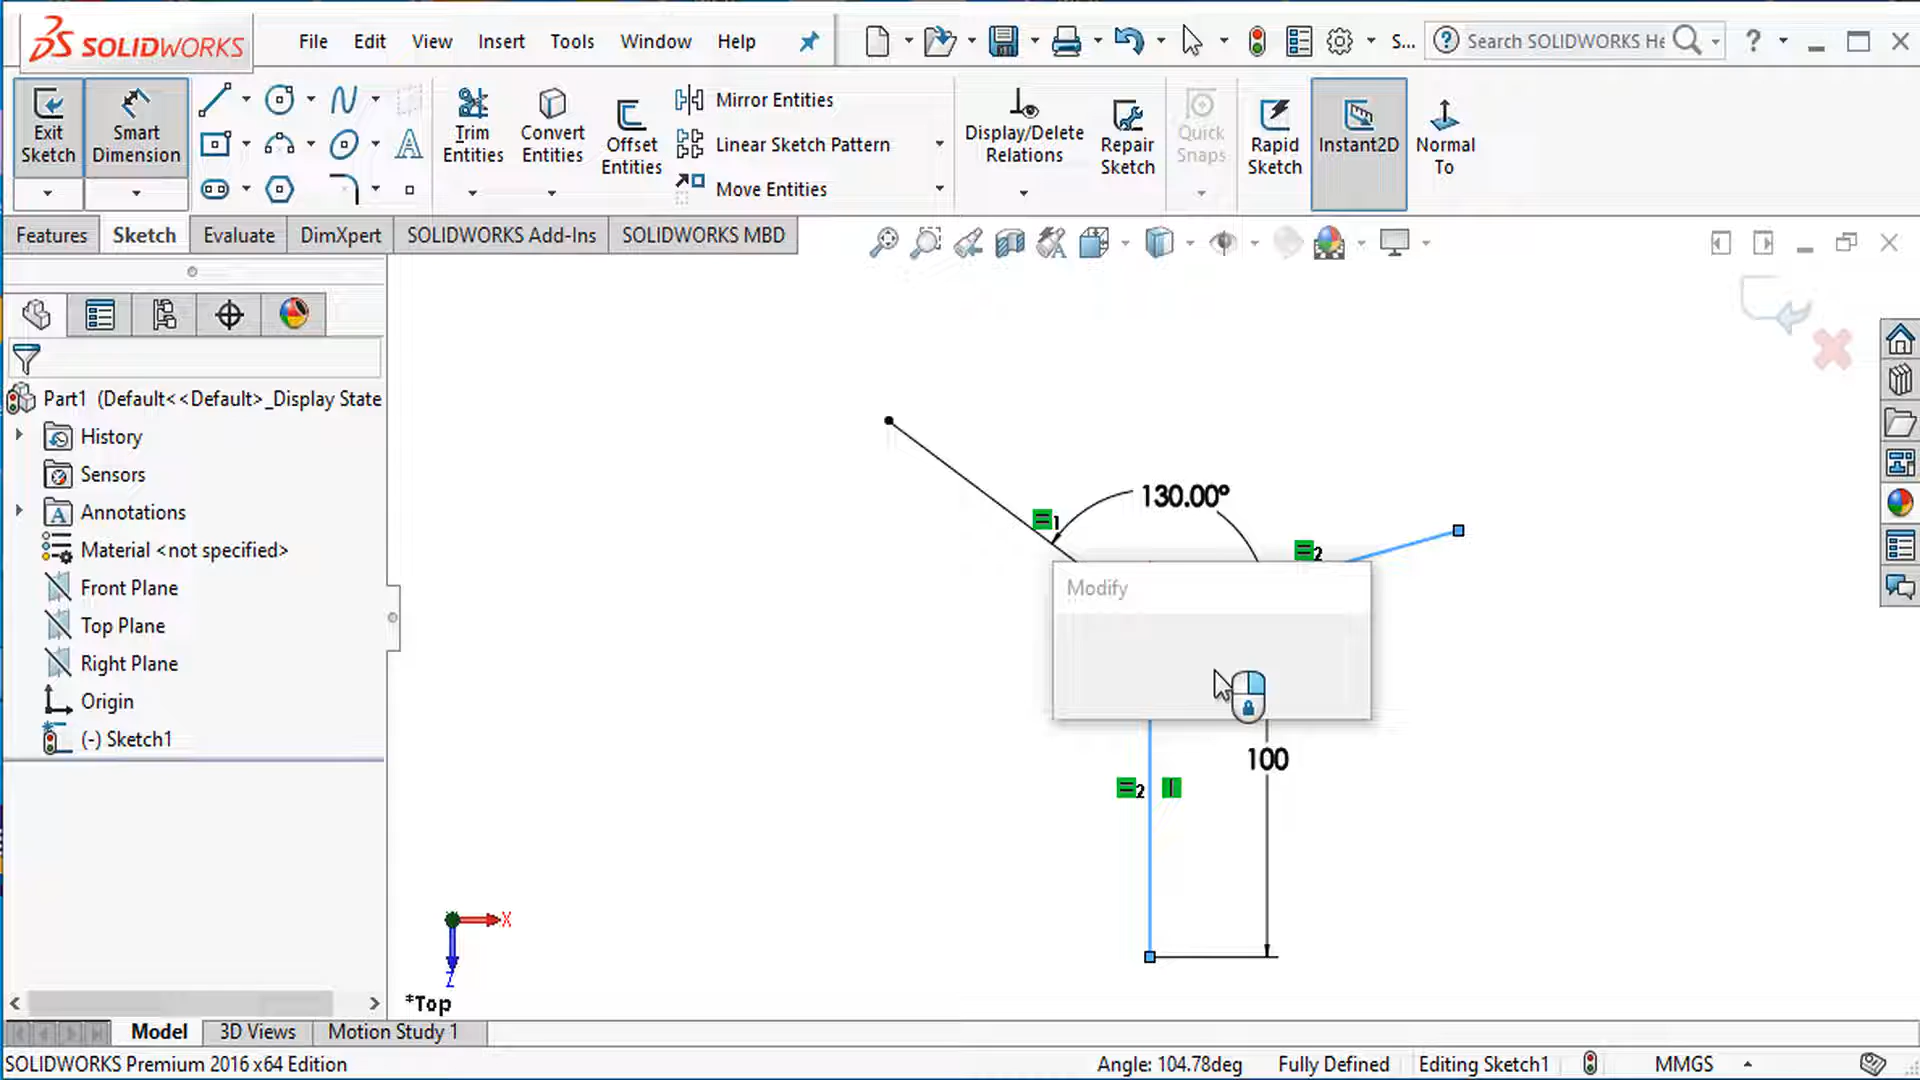 SOLIDWORKS
File Edit View Insert Tools Window Help
S...
Search SOLIDWORKS He
Exit Sketch
Smart Dimension
Trim Entities
Convert Entities
Offset Entities
Mirror Entities
Linear Sketch Pattern
Move Entities
Display/Delete Relations
Repair Sketch
Quick Snaps
Rapid Sketch
Instant2D
Normal To
Features Sketch Evaluate DimXpert SOLIDWORKS Add-Ins SOLIDWORKS MBD
Part1 (Default<<Default>_Display State
History
Sensors
Annotations
Material <not specified>
Front Plane
Top Plane
Right Plane
Origin
(-) Sketch1
130.00°
1
2
Modify
100
2
X
Z
*Top
Model 3D Views Motion Study 1
SOLIDWORKS Premium 2016 x64 Edition
Angle: 104.78deg Fully Defined Editing Sketch1 MMGS